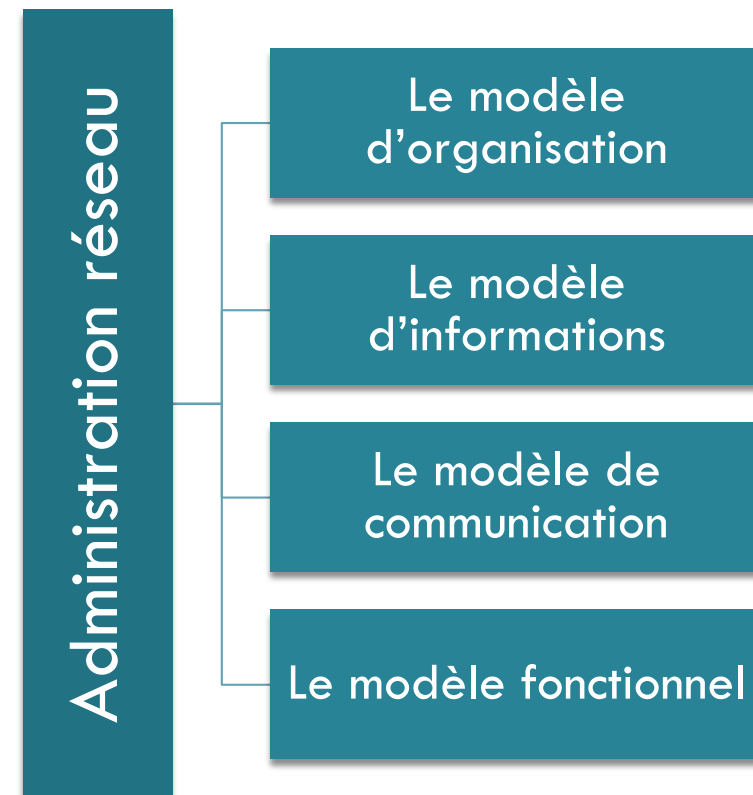 Administration réseau
Le modèle
d’organisation
Le modèle
d’informations
Le modèle de
communication
Le modèle fonctionnel